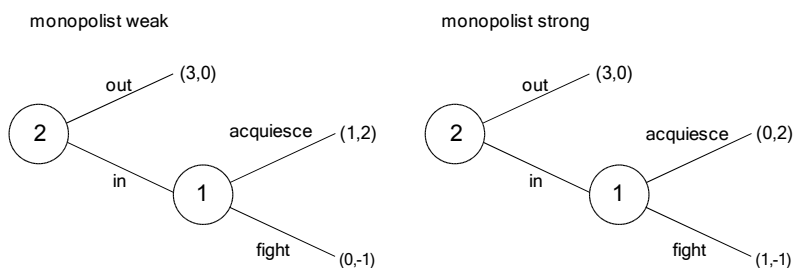 monopolist weak
out
(3,0)
2
acquiesce
(1,2)
in
1
fight
(0,-1)
monopolist strong
out
(3,0)
2
acquiesce
(0,2)
in
1
fight
(1,-1)